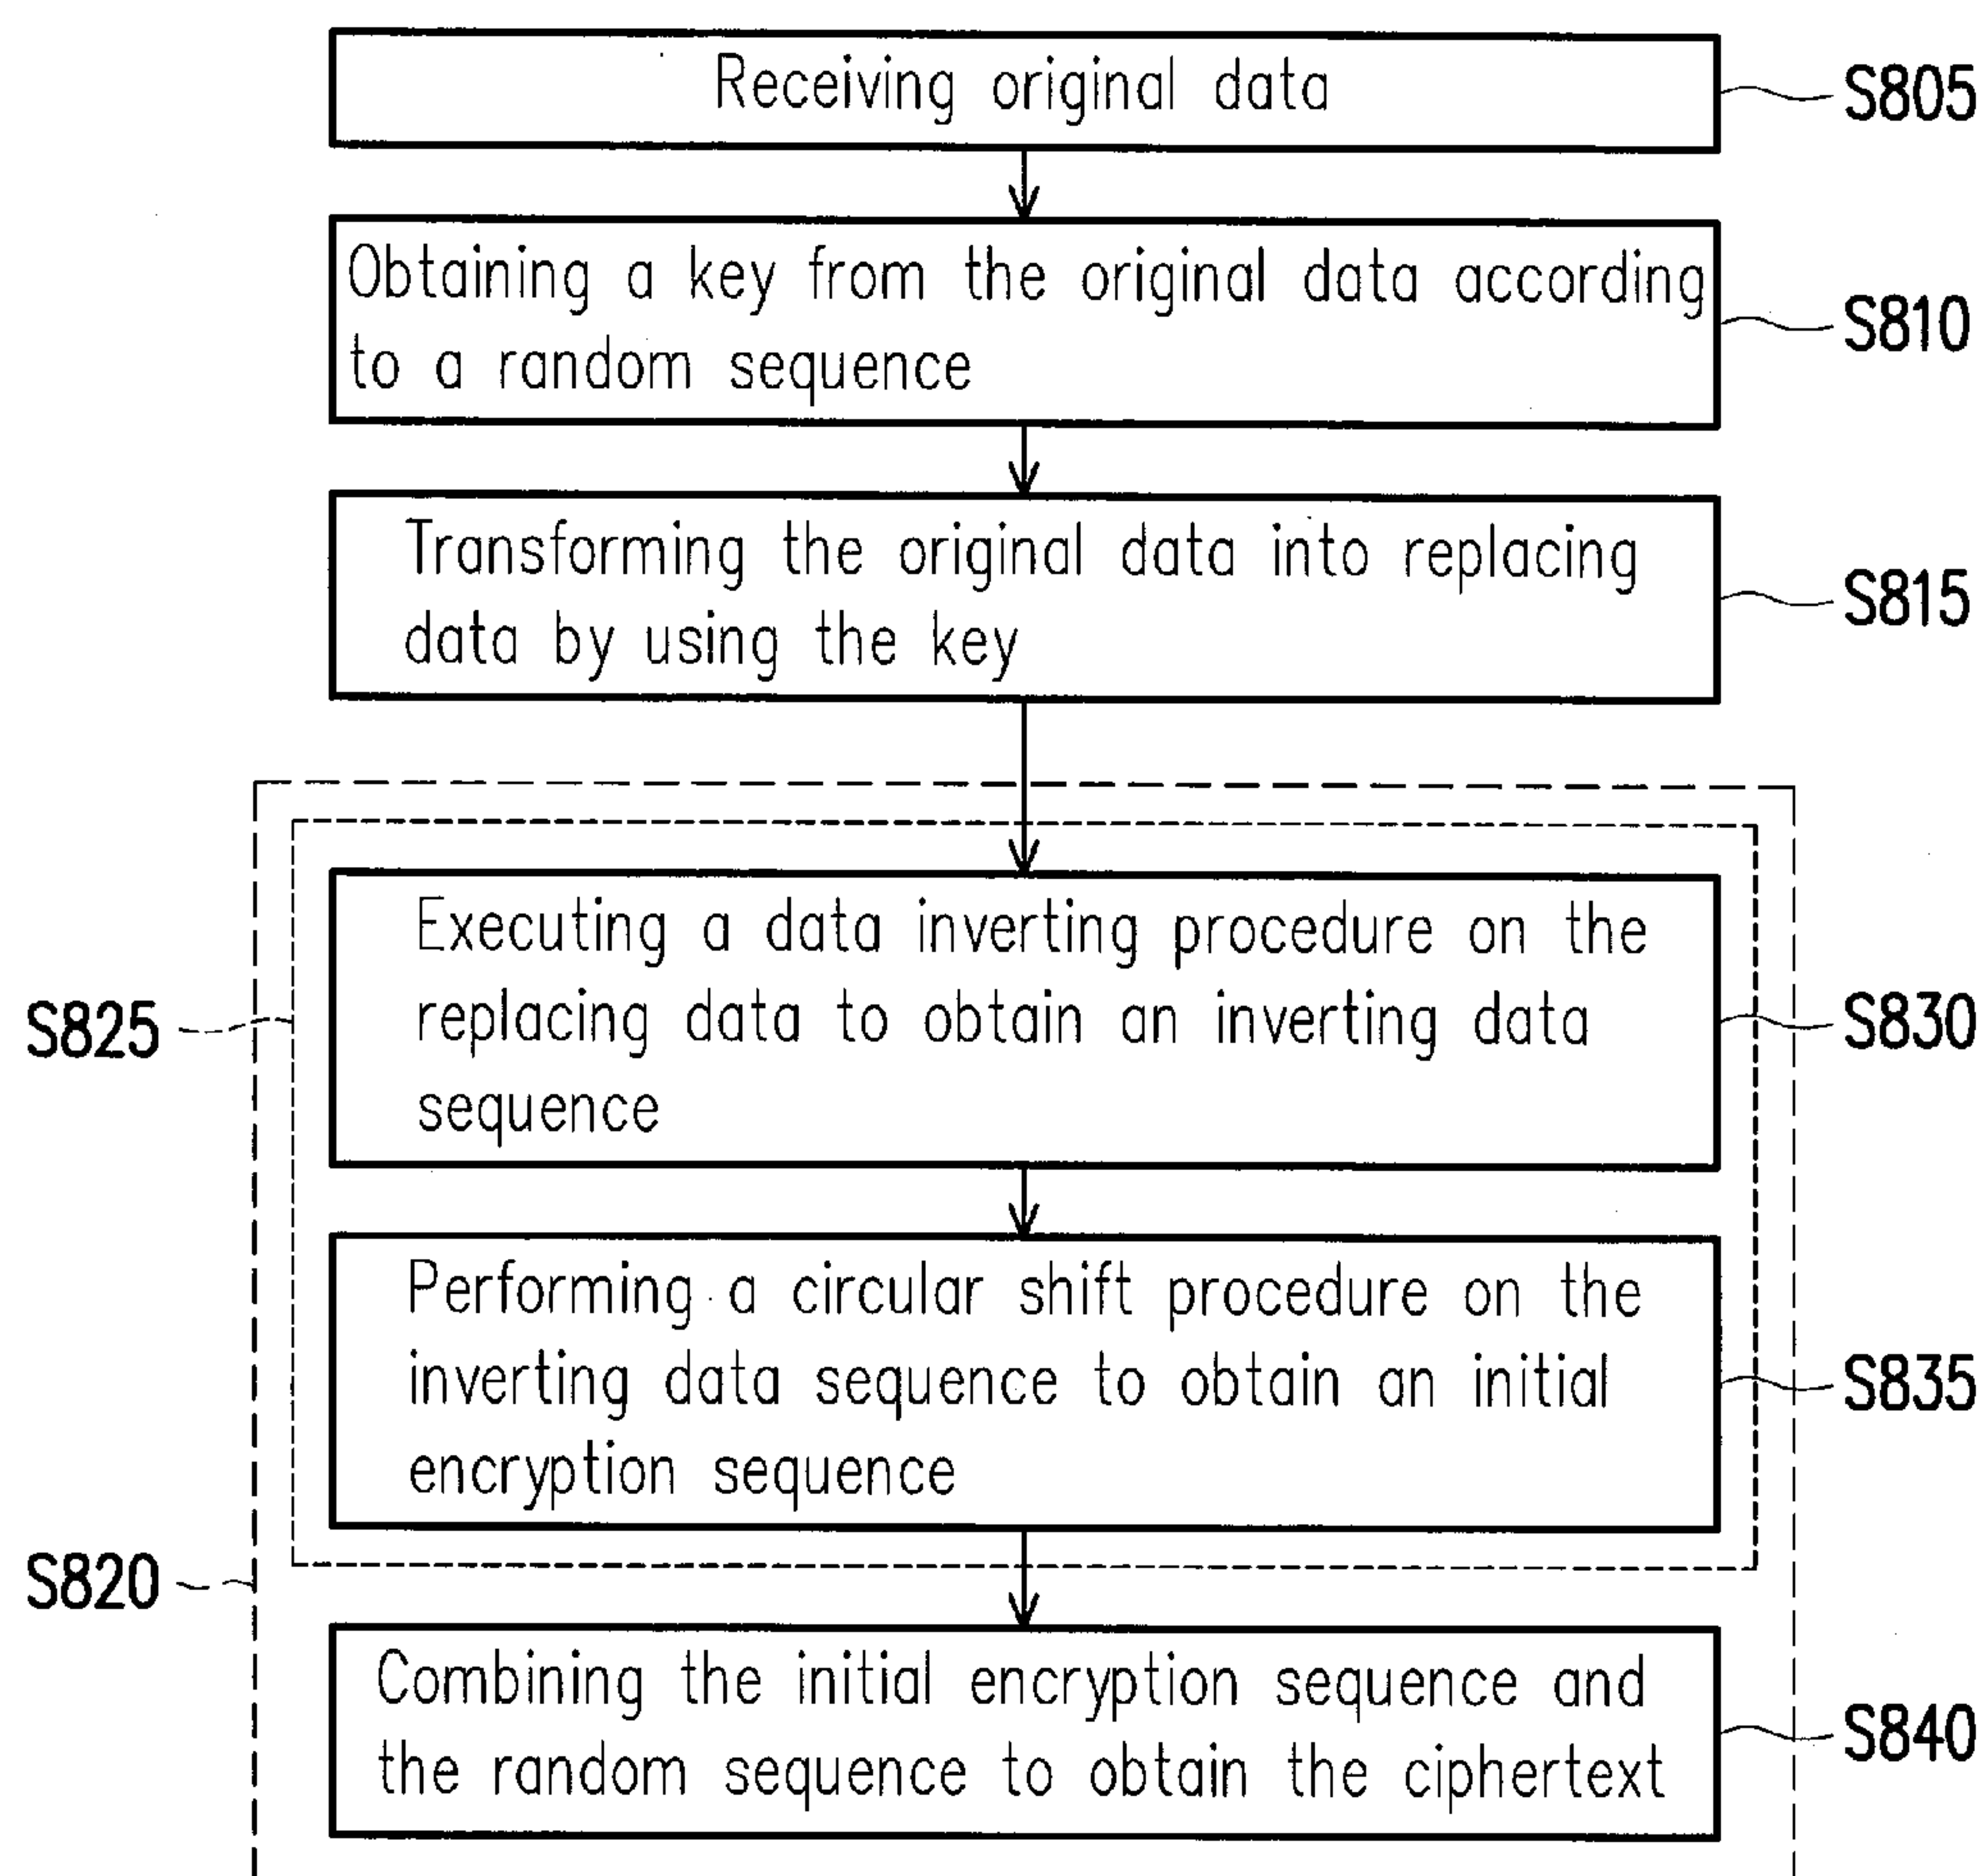 Receiving original data
S805
Obtaining a key from the original data according
to a random sequence
S810
Transforming the original data into replacing
data by using the key
S815
Executing a data inverting procedure on the
replacing data to obtain an inverting data
sequence
S825
S830
Performing a circular shift procedure on the
inverting data sequence to obtain an initial
encryption sequence
S835
S820
Combining the initial encryption sequence and
the random sequence to obtain the ciphertext
S840